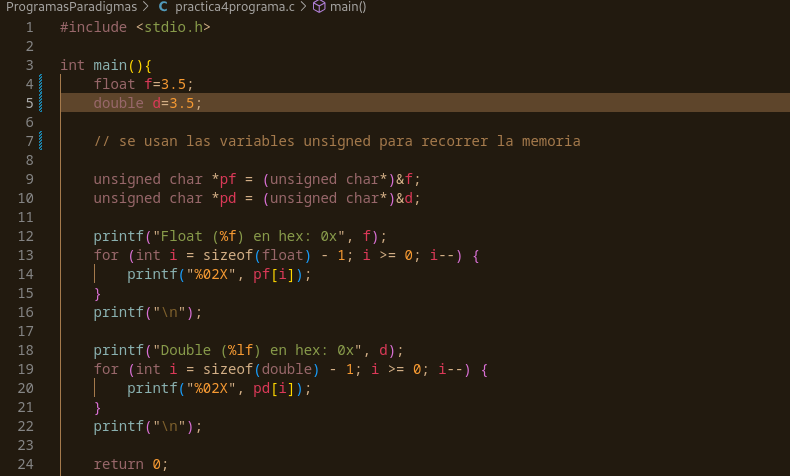 ProgramasParadigmas > C practica4programa.c > main()
1 #include <stdio.h>
2
3 int main(){
4     float f=3.5;
5     double d=3.5;
6
7     // se usan las variables unsigned para recorrer la memoria
8
9     unsigned char *pf = (unsigned char*)&f;
10     unsigned char *pd = (unsigned char*)&d;
11
12     printf("Float (%f) en hex: 0x", f);
13     for (int i = sizeof(float) - 1; i >= 0; i--) {
14         printf("%02X", pf[i]);
15     }
16     printf("\n");
17
18     printf("Double (%lf) en hex: 0x", d);
19     for (int i = sizeof(double) - 1; i >= 0; i--) {
20         printf("%02X", pd[i]);
21     }
22     printf("\n");
23
24     return 0;